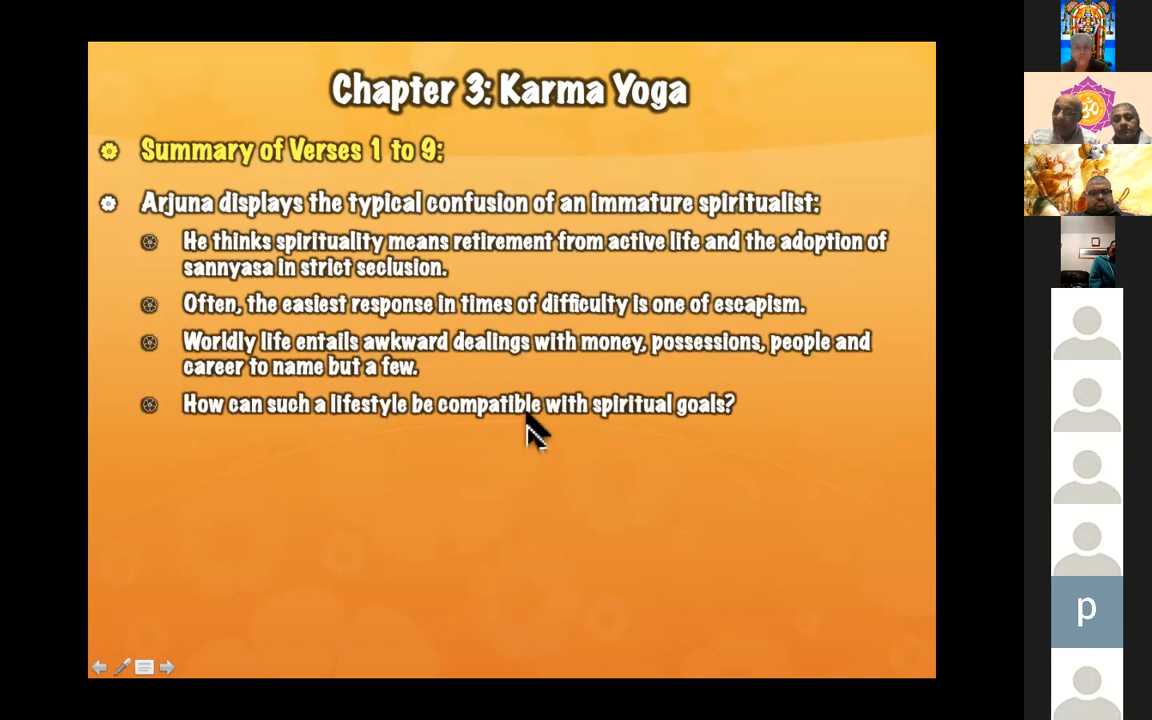 Chapter 3: Karma Yoga
Summary of Verses 1 to 9:
Arjuna displays the typical confusion of an immature spiritualist:
He thinks spirituality means retirement from active life and the adoption of
sannyasa in strict seclusion.
Often, the easiest response in times of difficulty is one of escapism.
Worldly life entails awkward dealings with money, possessions, people and
career to name but a few.
How can such a lifestyle be compatible with spiritual goals?
ॐ
p